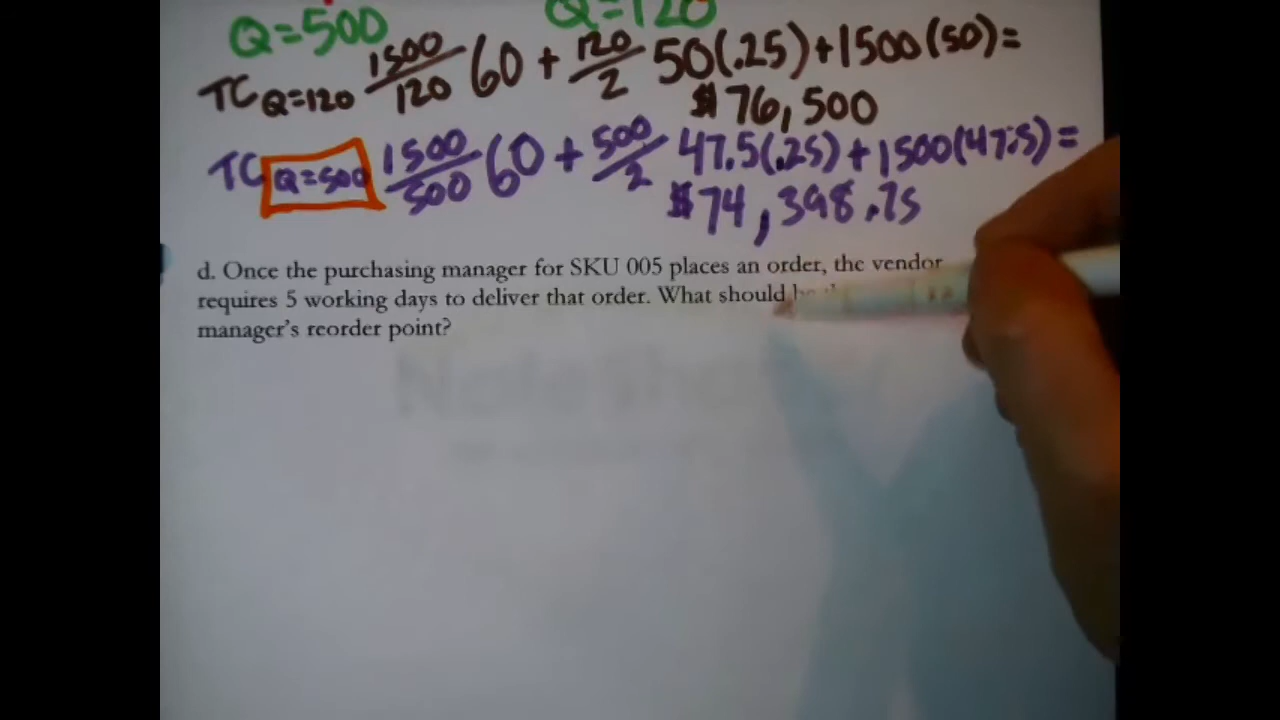 Q=500 Q=120
TC Q=120 1500/120 60 + 120/2 50(.25)+1500(50)=
$76,500
TC Q=500 1500/500 60 + 500/2 47.5(.25)+1500(47.5)=
$74,398.75
d. Once the purchasing manager for SKU 005 places an order, the vendor
requires 5 working days to deliver that order. What should
manager's reorder point?